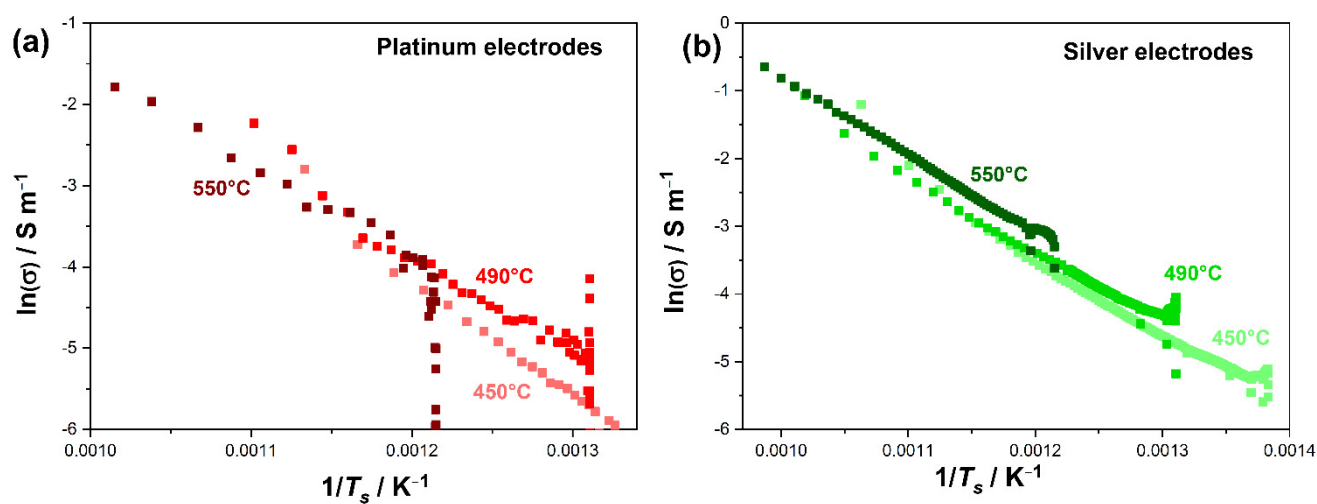 (a)
Platinum electrodes
ln(σ) / S m⁻¹
-1
-2
-3
-4
-5
-6
550°C
490°C
450°C
0.0010
0.0011
0.0012
0.0013
1/Tₛ / K⁻¹
(b)
Silver electrodes
ln(σ) / S m⁻¹
0
-1
-2
-3
-4
-5
-6
550°C
490°C
450°C
0.0010
0.0011
0.0012
0.0013
0.0014
1/Tₛ / K⁻¹